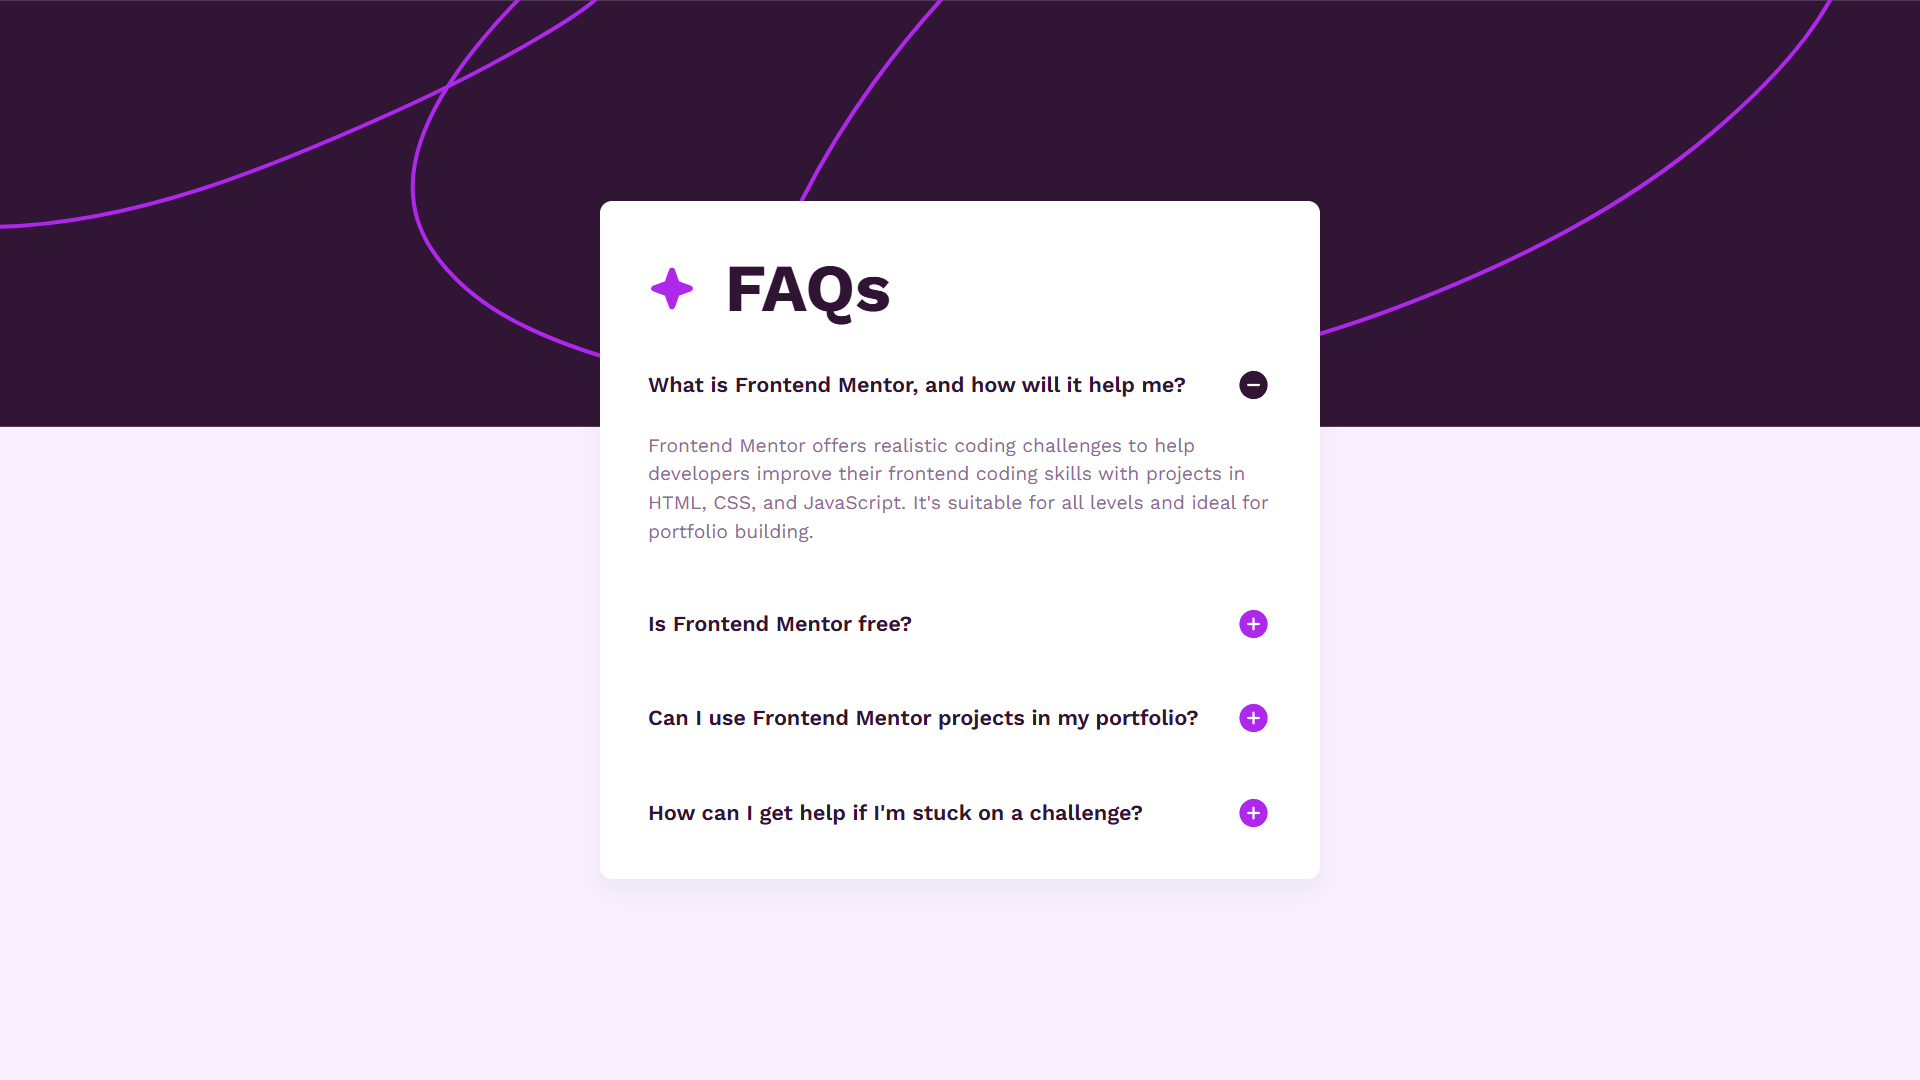 FAQs
What is Frontend Mentor, and how will it help me?
Frontend Mentor offers realistic coding challenges to help
developers improve their frontend coding skills with projects in
HTML, CSS, and JavaScript. It's suitable for all levels and ideal for
portfolio building.
Is Frontend Mentor free?
Can I use Frontend Mentor projects in my portfolio?
How can I get help if I'm stuck on a challenge?